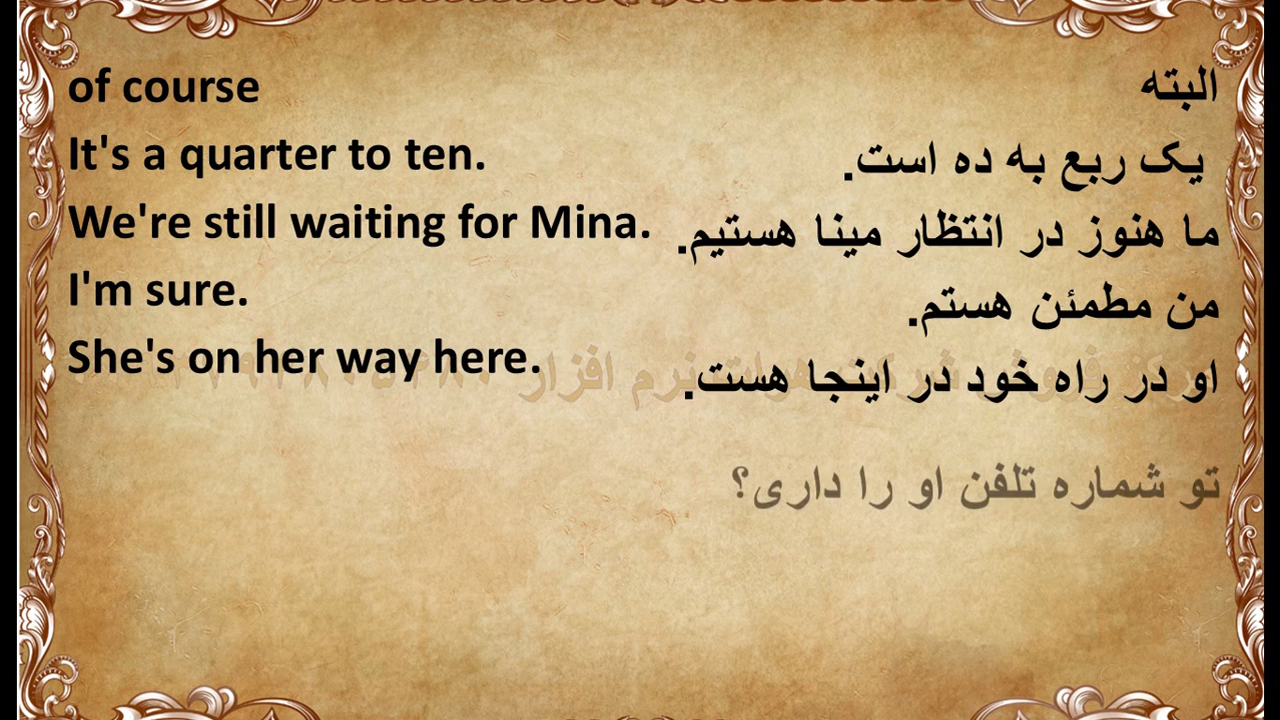 of course
It's a quarter to ten.
We're still waiting for Mina.
I'm sure.
She's on her way here.
البته
یک ربع به ده است.
ما هنوز در انتظار مینا هستیم.
من مطمئن هستم.
او در راه خود در اینجا هست.
تو شماره تلفن او را داری؟
نرم افزار